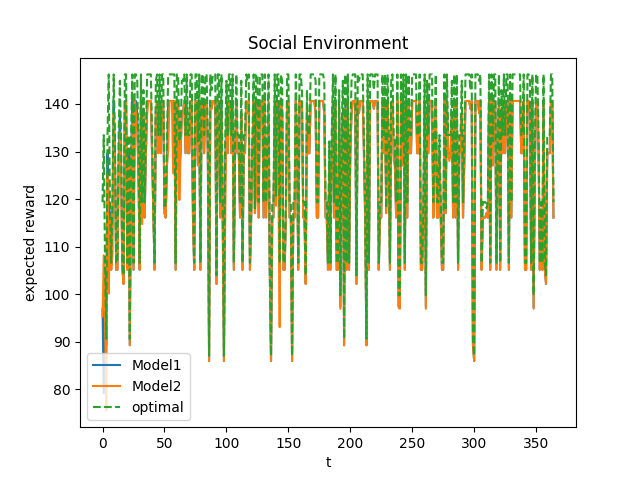 Social Environment
expected reward
140
130
120
110
100
90
80
Model1
Model2
optimal
0 50 100 150 200 250 300 350
t